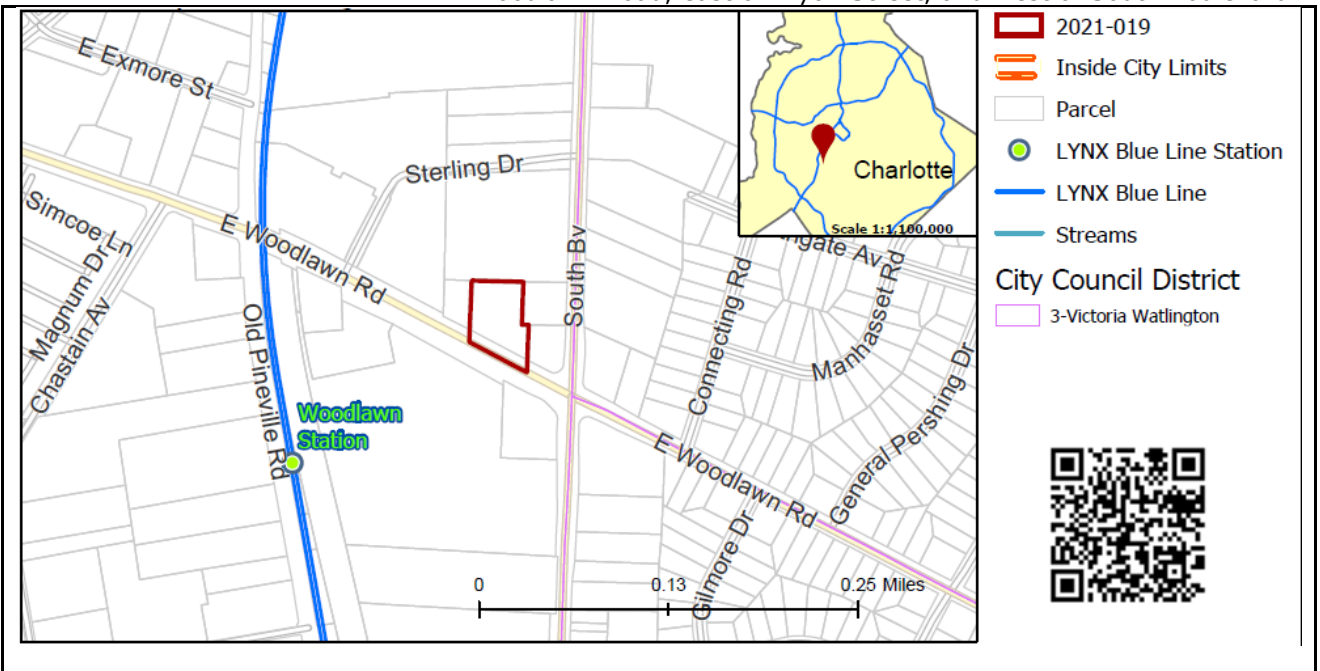 E Exmore St
Sterling Dr
Simcoe Ln
Magnum Dr
Chastain Av
E Woodlawn Rd
Old Pineville Rd
Woodlawn
Station
South Bv
Connecting Rd
Manhasset Rd
General Pershing Dr
E Woodlawn Rd
Gilmore Dr
0 0.13 0.25 Miles
Charlotte
Scale 1:1,100,000
2021-019
Inside City Limits
Parcel
LYNX Blue Line Station
LYNX Blue Line
Streams
City Council District
3-Victoria Watlington